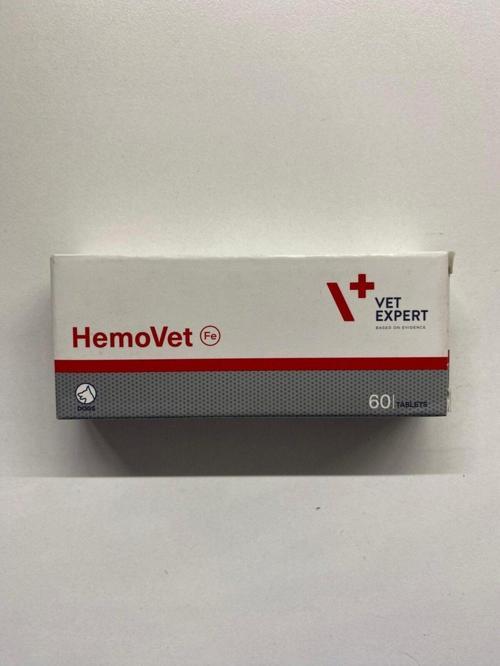 VET
EXPERT
BASED ON EVIDENCE
HemoVet Fe
DOGS
60 TABLETS